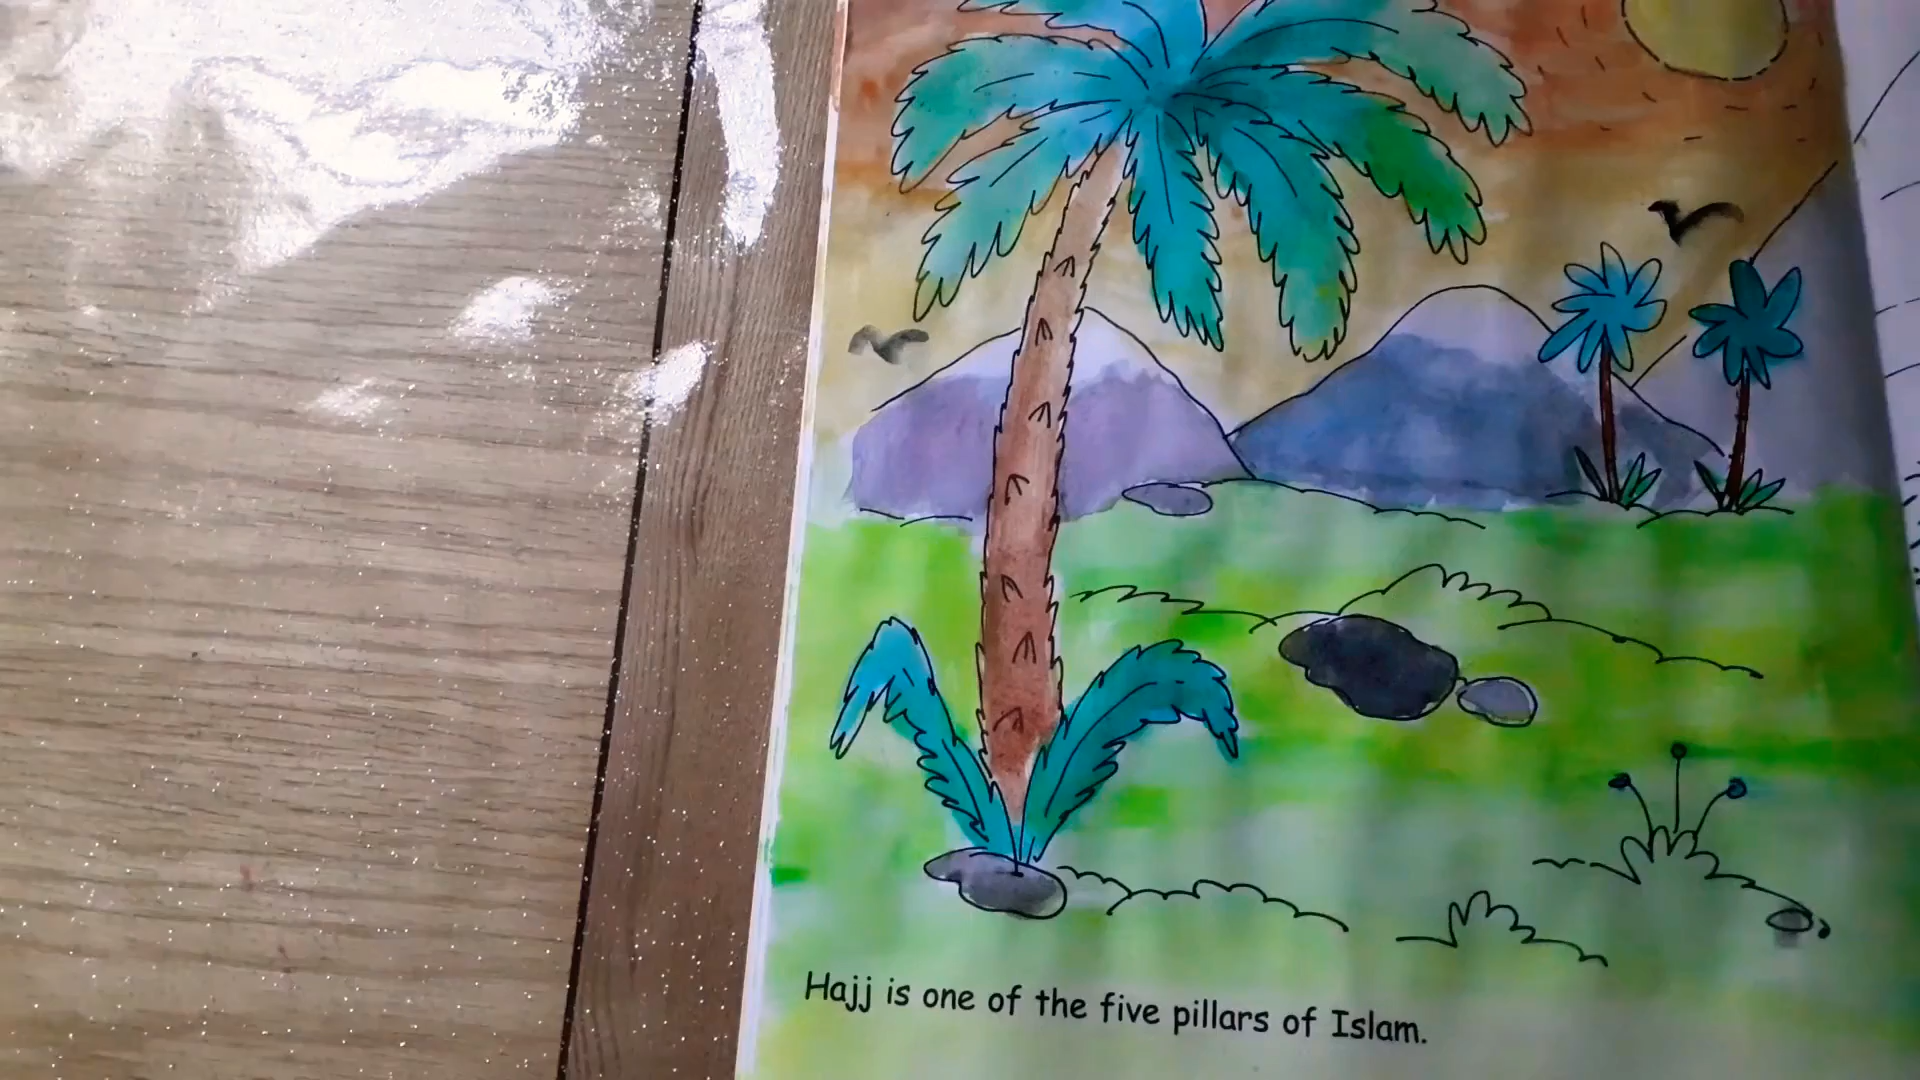 Hajj is one of the five pillars of Islam.